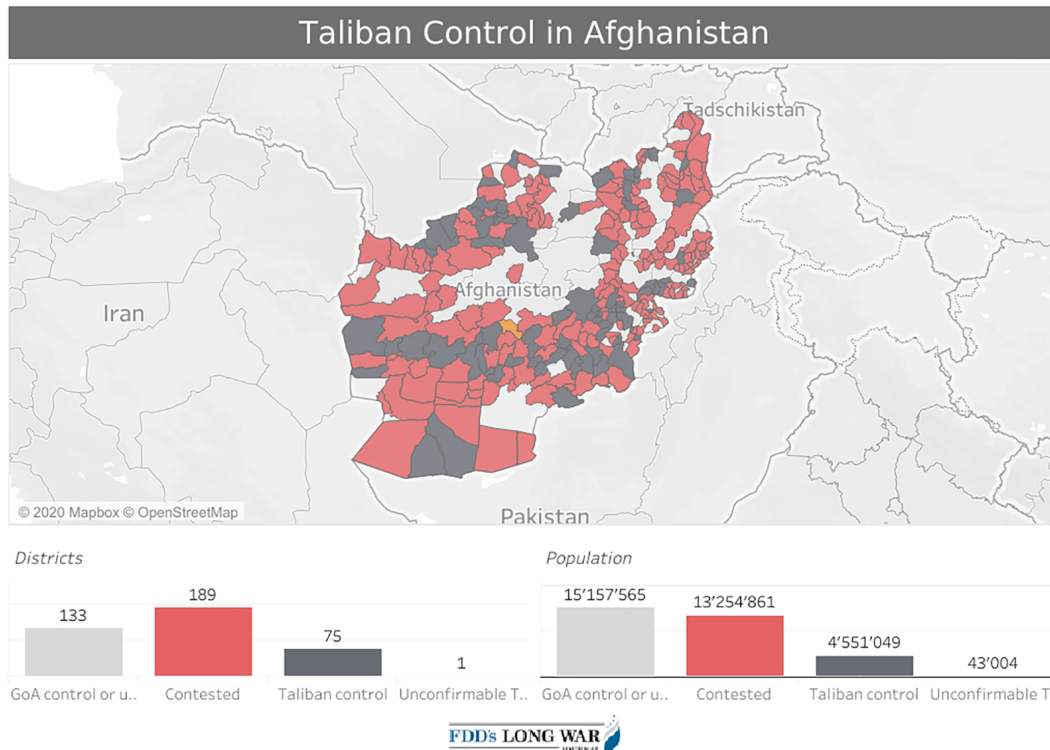 Taliban Control in Afghanistan
Tadschikistan
Afghanistan
Iran
© 2020 Mapbox © OpenStreetMap
Pakistan
Districts
133
189
75
1
GoA control or u..
Contested
Taliban control
Unconfirmable T..
Population
15’157’565
13’254’861
4’551’049
43’004
GoA control or u..
Contested
Taliban control
Unconfirmable T
FDD's LONG WAR
JOURNAL